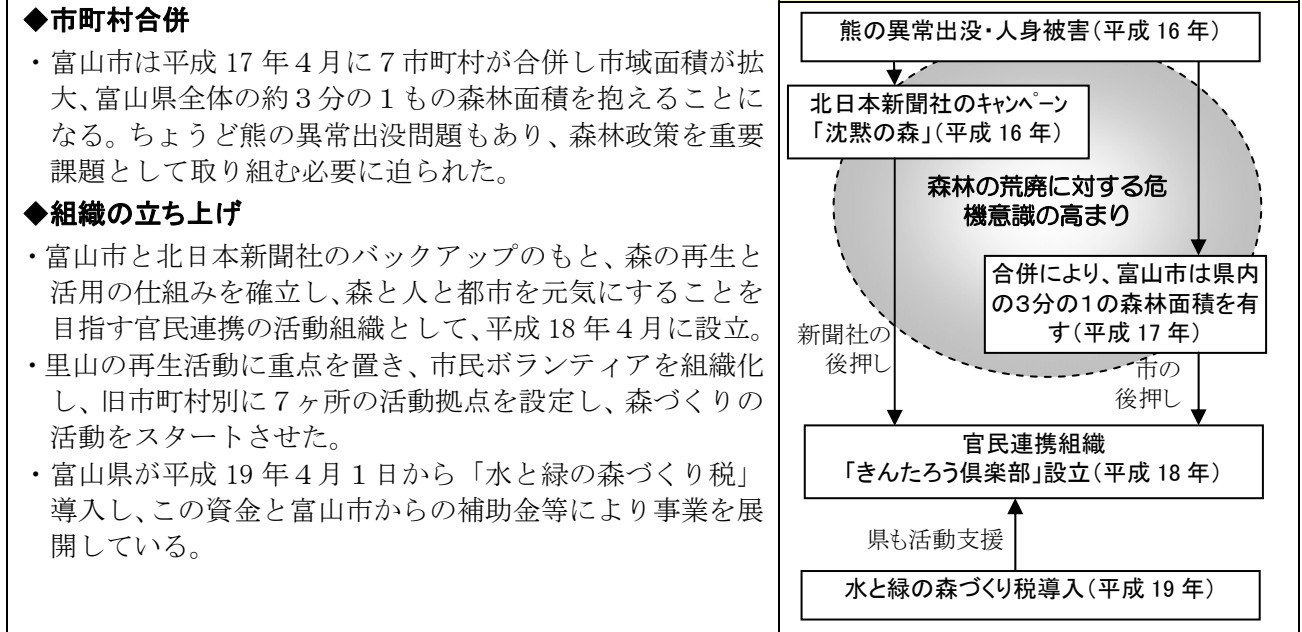 ◆市町村合併
・富山市は平成 17 年４月に７市町村が合併し市域面積が拡
大、富山県全体の約３分の１もの森林面積を抱えることに
なる。ちょうど熊の異常出没問題もあり、森林政策を重要
課題として取り組む必要に迫られた。
◆組織の立ち上げ
・富山市と北日本新聞社のバックアップのもと、森の再生と
活用の仕組みを確立し、森と人と都市を元気にすることを
目指す官民連携の活動組織として、平成 18 年４月に設立。
・里山の再生活動に重点を置き、市民ボランティアを組織化
し、旧市町村別に７ヶ所の活動拠点を設定し、森づくりの
活動をスタートさせた。
・富山県が平成 19 年４月１日から「水と緑の森づくり税」
導入し、この資金と富山市からの補助金等により事業を展
開している。
熊の異常出没・人身被害（平成 16 年）
北日本新聞社のｷｬﾝﾍﾟｰﾝ
「沈黙の森」（平成 16 年）
森林の荒廃に対する危
機意識の高まり
合併により、富山市は県内
の３分の１の森林面積を有
す（平成 17 年）
新聞社の
後押し
市の
後押し
官民連携組織
「きんたろう倶楽部」設立（平成 18 年）
県も活動支援
水と緑の森づくり税導入（平成 19 年）